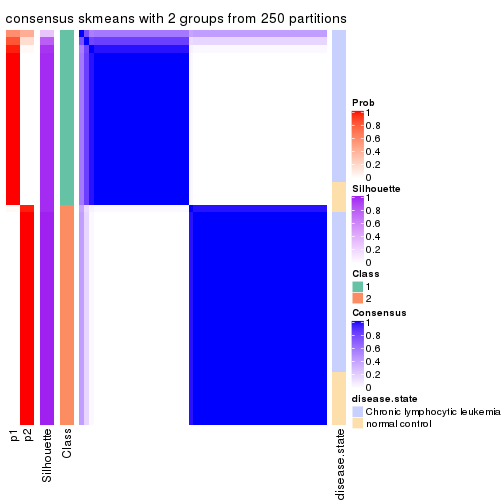 consensus skmeans with 2 groups from 250 partitions
Prob
1
0.8
0.6
0.4
0.2
0
Silhouette
1
0.8
0.6
0.4
0.2
0
Class
1
2
Consensus
1
0.8
0.6
0.4
0.2
0
disease.state
Chronic lymphocytic leukemia
normal control
p1
p2
Silhouette
Class
disease.state